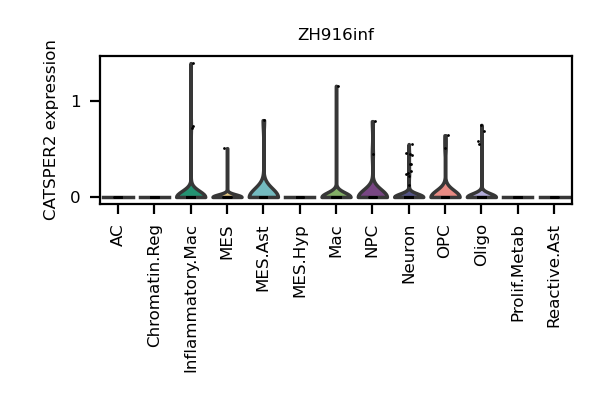 ZH916inf
CATSPER2 expression
1
0
AC
Chromatin.Reg
Inflammatory.Mac
MES
MES.Ast
MES.Hyp
Mac
NPC
Neuron
OPC
Oligo
Prolif.Metab
Reactive.Ast